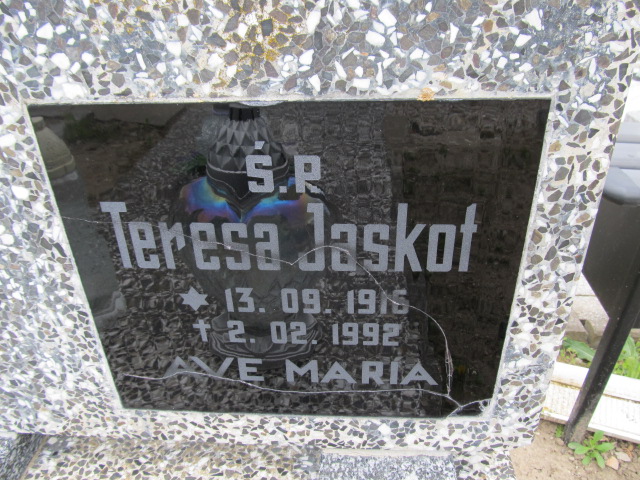 Ś.P.
Teresa Jaskot
✶ 13. 09. 1916
✝ 2. 02. 1992
AVE MARIA